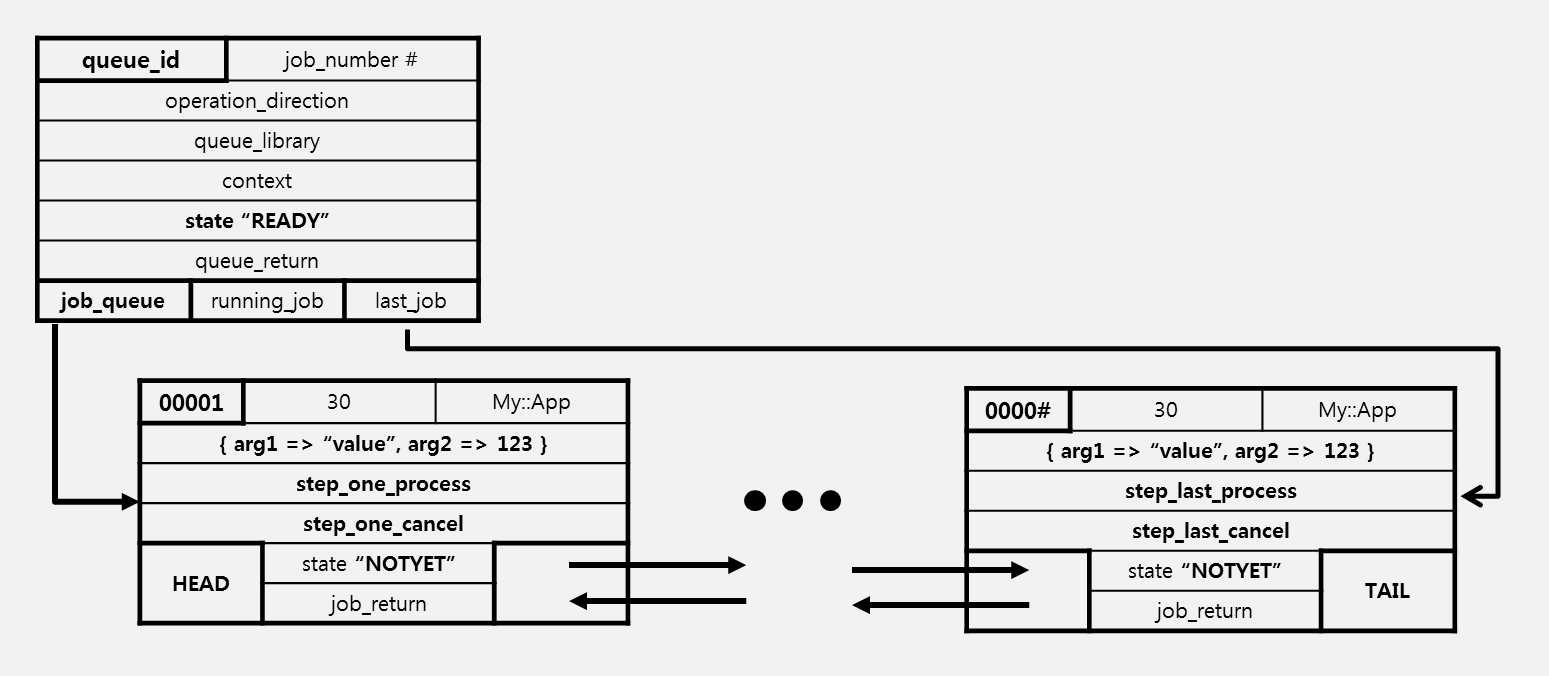 queue_id job_number #
operation_direction
queue_library
context
state “READY”
queue_return
job_queue running_job last_job
00001 30 My::App
{ arg1 => “value”, arg2 => 123 }
step_one_process
step_one_cancel
HEAD
state “NOTYET”
job_return
0000# 30 My::App
{ arg1 => “value”, arg2 => 123 }
step_last_process
step_last_cancel
state “NOTYET”
job_return
TAIL